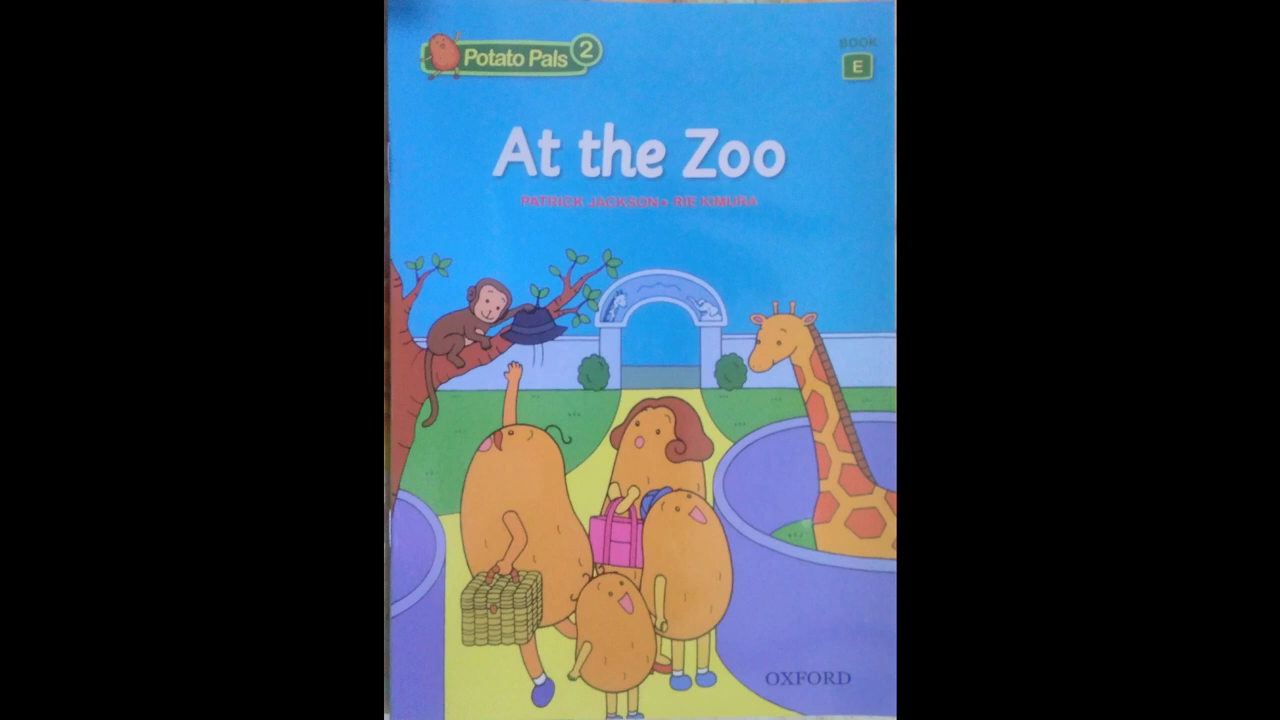 Potato Pals 2
BOOK
E
At the Zoo
PATRICK JACKSON • RIE KIMURA
OXFORD